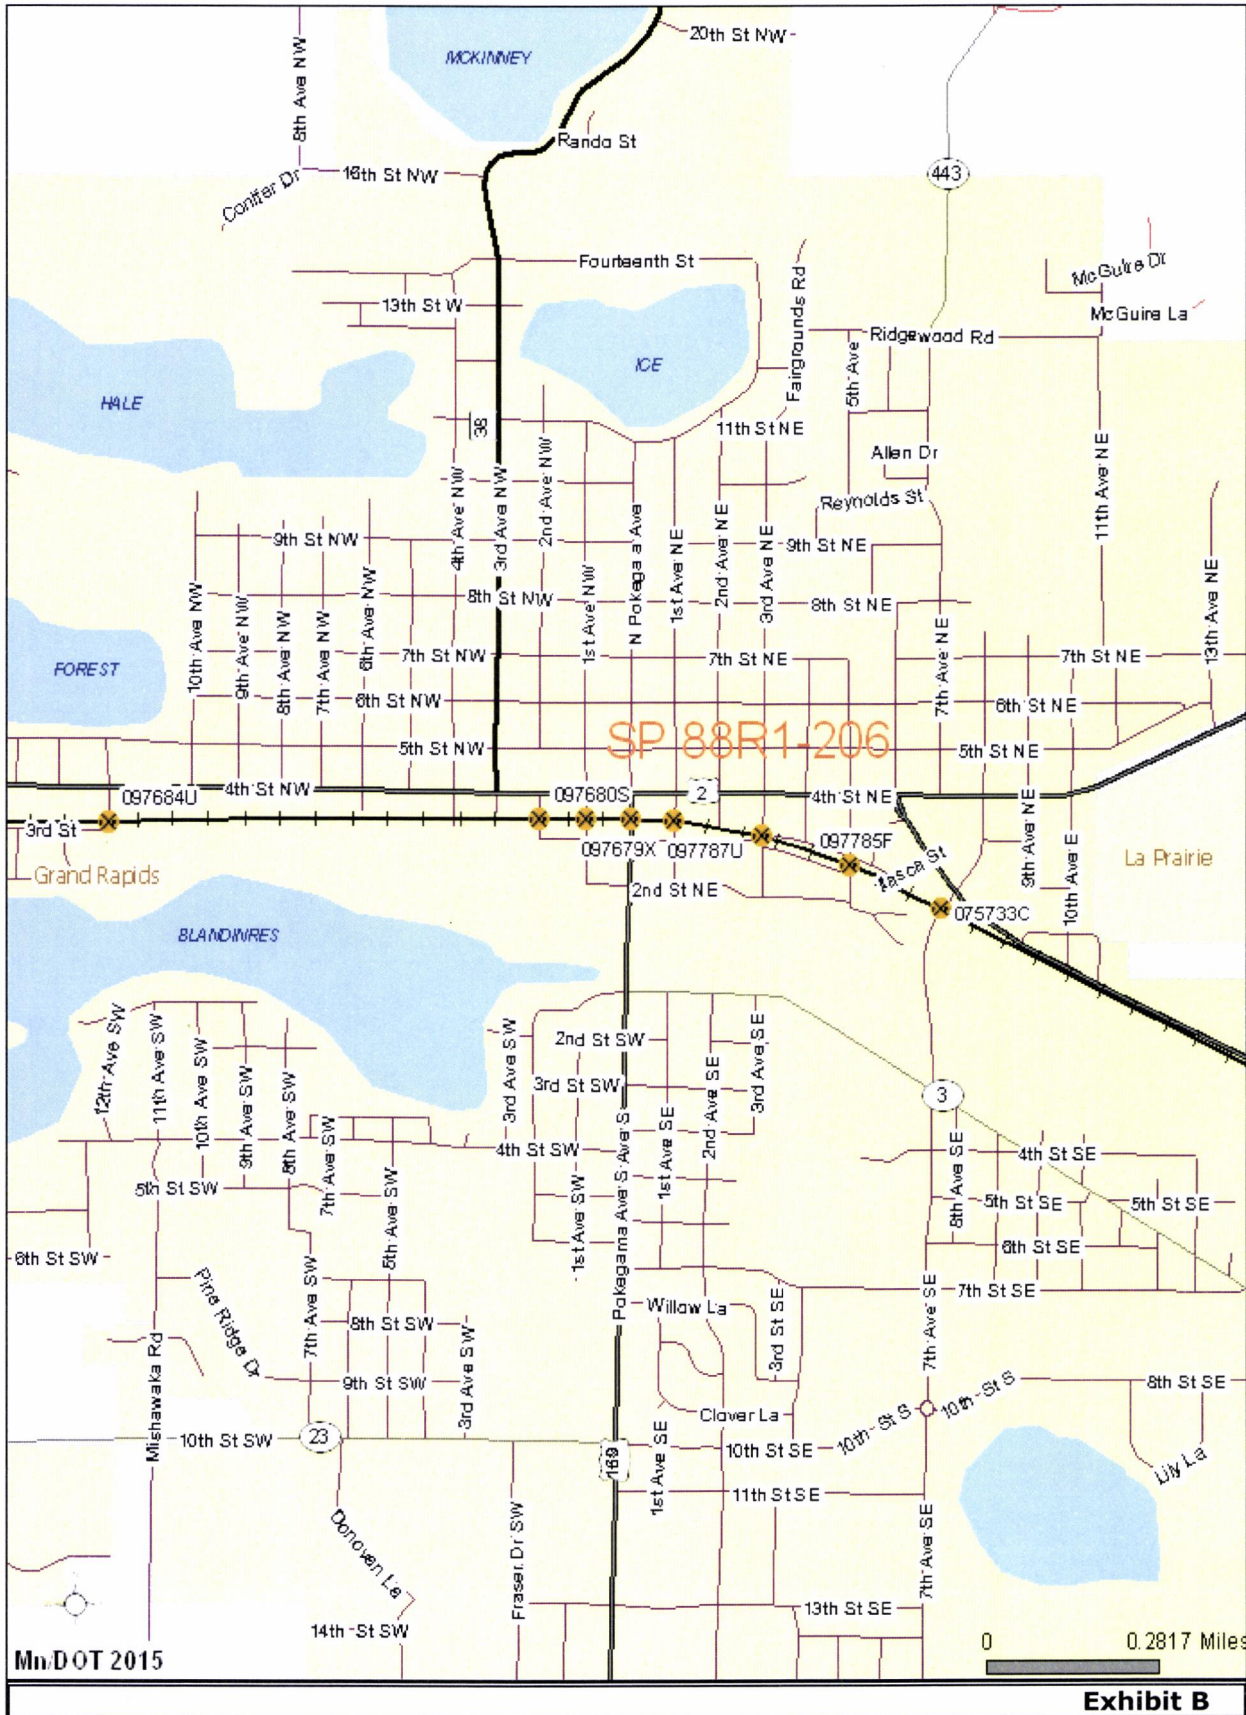 20th St NW
MCKINNEY
8th Ave NW
Rando St
16th St NW
Conifer Dr
443
Fourteenth St
McGuire Dr
13th St W
Fairgrounds Rd
McGuire La
Ridgewood Rd
ICE
5th Ave
HALE
38
11th St NE
Allen Dr
4th Ave NW
3rd Ave NW
2nd Ave NW
11th Ave NE
Reynolds St
N Pokega a Ave
1st Ave NE
2nd Ave NE
3rd Ave NE
9th St NW
9th St NE
13th Ave NE
8th St NW
8th St NE
10th Ave NW
9th Ave NW
8th Ave NW
7th Ave NW
6th Ave NW
1st Ave NW
7th Ave NE
7th St NW
7th St NE
7th St NE
FOREST
6th St NW
6th St NE
SP 88R1-206
5th St NW
5th St NE
4th St NW
097684U
097680S
2
4th St NE
3rd St
097679X
097787U
097785F
9th Ave NE
10th Ave E
La Prairie
Grand Rapids
2nd St NE
Itasca St
075733C
BLANDINRES
12th Ave SW
11th Ave SW
10th Ave SW
9th Ave SW
8th Ave SW
3rd Ave SW
2nd St SW
2nd Ave SE
3rd Ave SE
3rd St SW
3
7th Ave SW
4th St SW
Pokegama Ave S
Ave S
1st Ave SE
8th Ave SE
4th St SE
5th St SW
5th Ave SW
1st Ave SW
5th St SE
5th St SE
6th St SW
6th St SE
7th Ave SW
Pine Ridge Dr
Willow La
3rd St SE
7th Ave SE
7th St SE
8th St SW
Mishawaka Rd
9th St SW
3rd Ave SW
8th St SE
10th St S
10th St S
Clover La
10th St SW
23
169
1st Ave SE
10th St SE
Lily La
11th St SE
Donovan La
Fraser Dr SW
7th Ave SE
13th St SE
14th St SW
0
0.2817 Miles
Mn/DOT 2015
Exhibit B